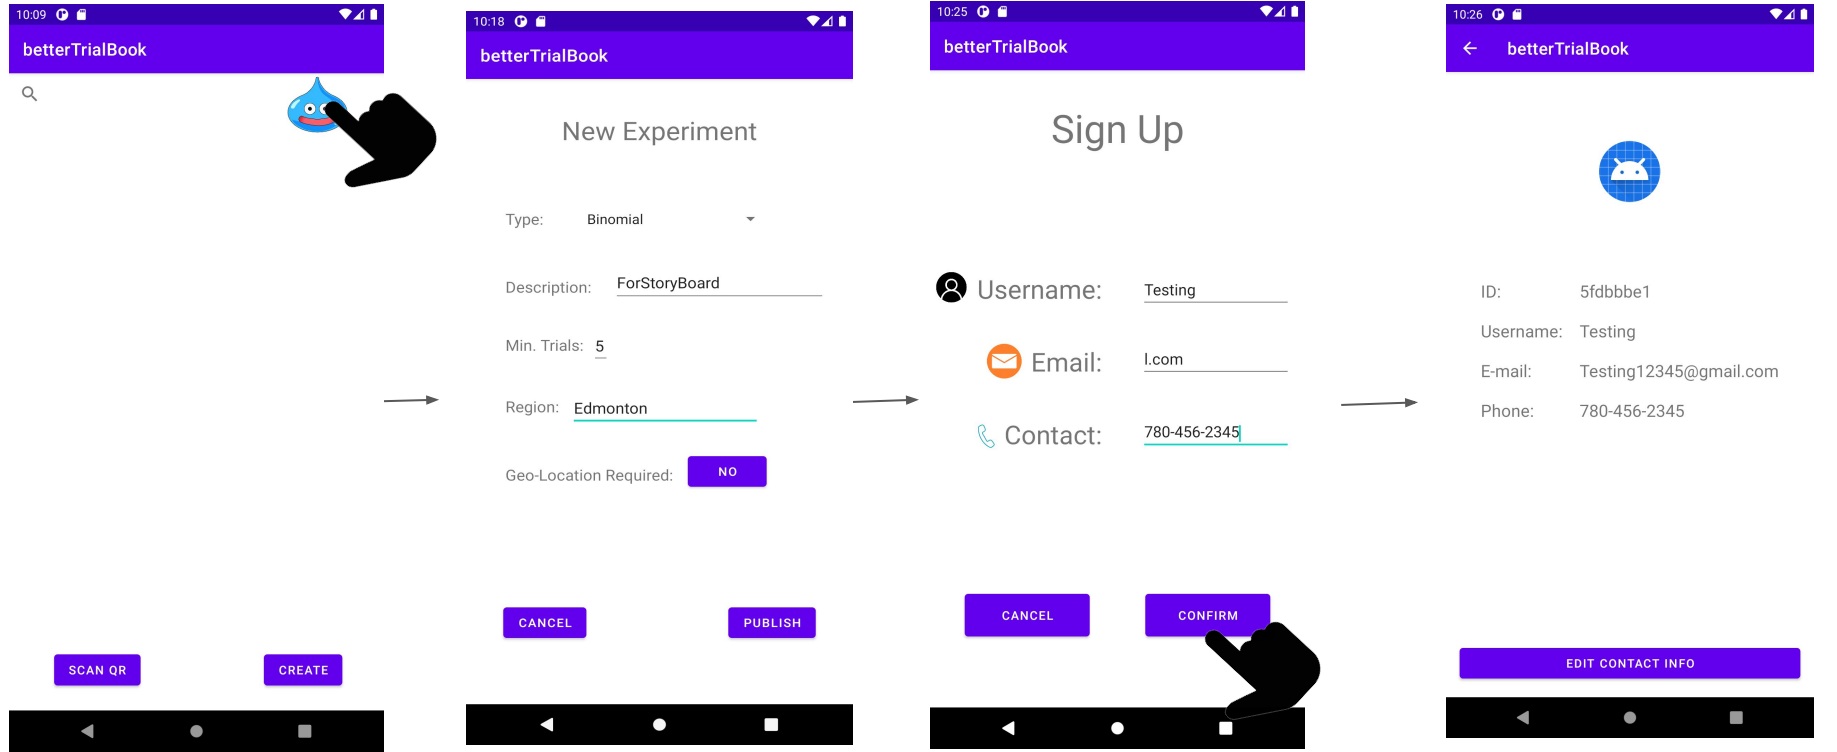 10:09
betterTrialBook
SCAN QR
CREATE
10:18
betterTrialBook
New Experiment
Type: Binomial
Description: ForStoryBoard
Min. Trials: 5
Region: Edmonton
Geo-Location Required: NO
CANCEL
PUBLISH
10:25
betterTrialBook
Sign Up
Username: Testing
Email: l.com
Contact: 780-456-2345
CANCEL
CONFIRM
10:26
betterTrialBook
ID: 5fdbbbe1
Username: Testing
E-mail: Testing12345@gmail.com
Phone: 780-456-2345
EDIT CONTACT INFO